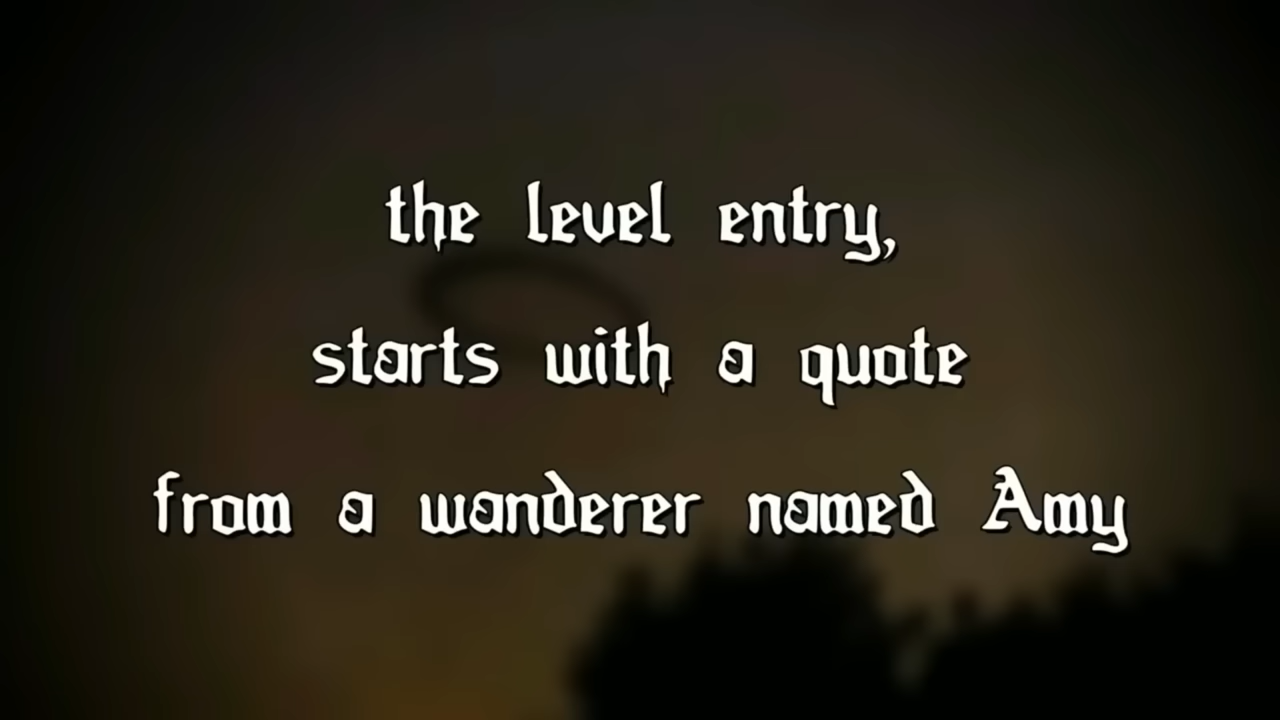 the level entry,
starts with a quote
from a wanderer named Amy